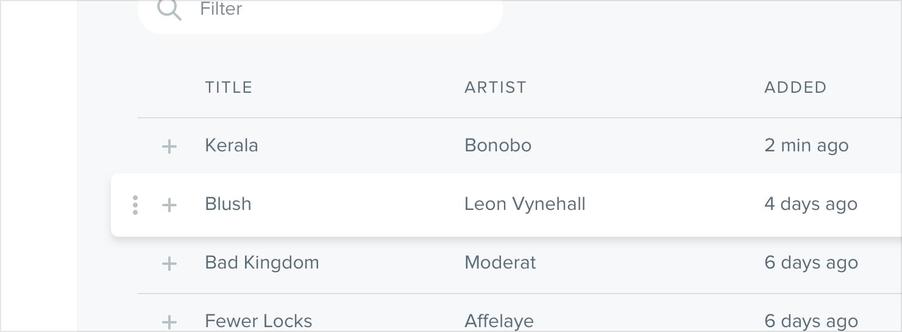 Filter
TITLE ARTIST ADDED
Kerala Bonobo 2 min ago
Blush Leon Vynehall 4 days ago
Bad Kingdom Moderat 6 days ago
Fewer Locks Affelaye 6 days ago